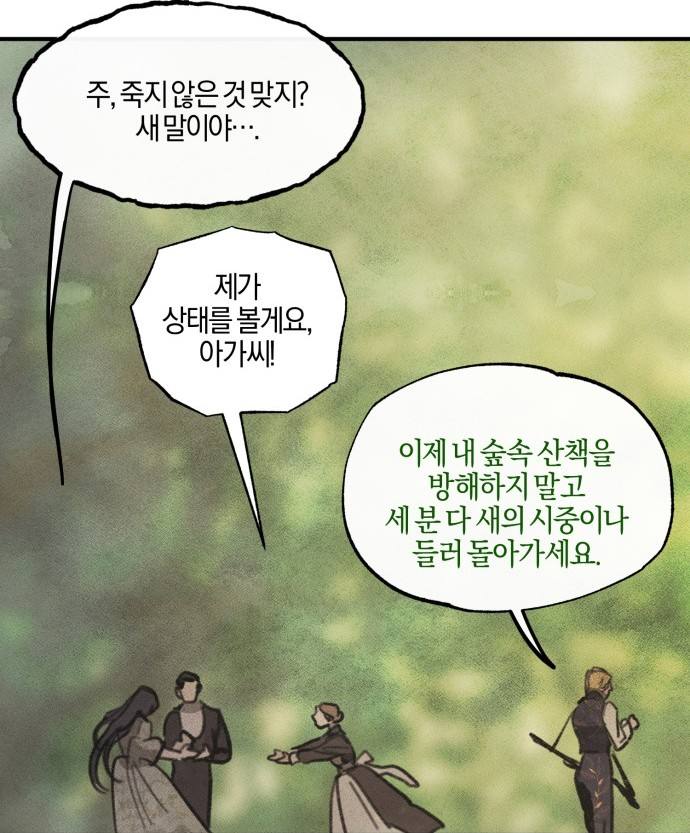 주, 죽지 않은 것 맞지?
새 말이야….
제가
상태를 볼게요,
아가씨!
이제 내 숲속 산책을
방해하지 말고
세 분 다 새의 시중이나
들러 돌아가세요.